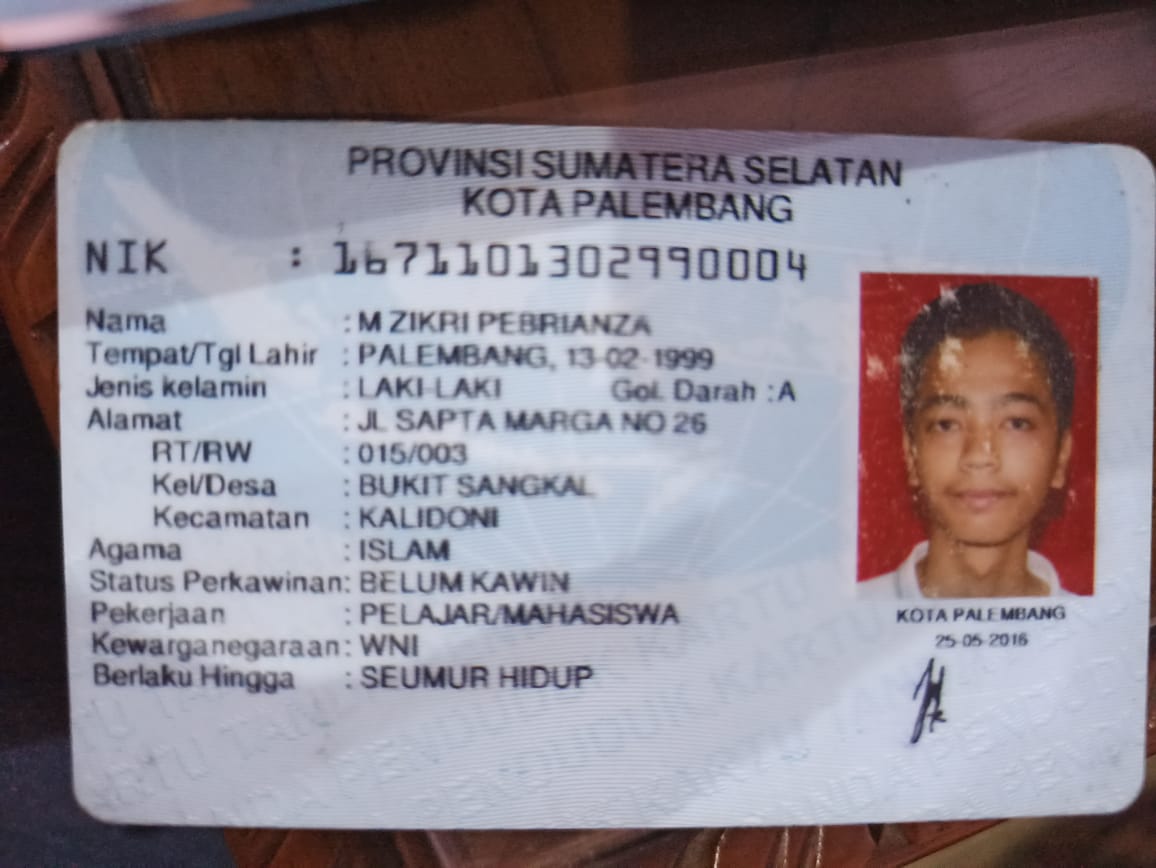 PROVINSI SUMATERA SELATAN
KOTA PALEMBANG
NIK : 1671101302990004
Nama : M ZIKRI PEBRIANZA
Tempat/Tgl Lahir : PALEMBANG, 13-02-1999
Jenis kelamin : LAKI-LAKI Gol. Darah : A
Alamat : JL SAPTA MARGA NO 26
RT/RW : 015/003
Kel/Desa : BUKIT SANGKAL
Kecamatan : KALIDONI
Agama : ISLAM
Status Perkawinan: BELUM KAWIN
Pekerjaan : PELAJAR/MAHASISWA
Kewarganegaraan: WNI
Berlaku Hingga : SEUMUR HIDUP
KOTA PALEMBANG
25-05-2016